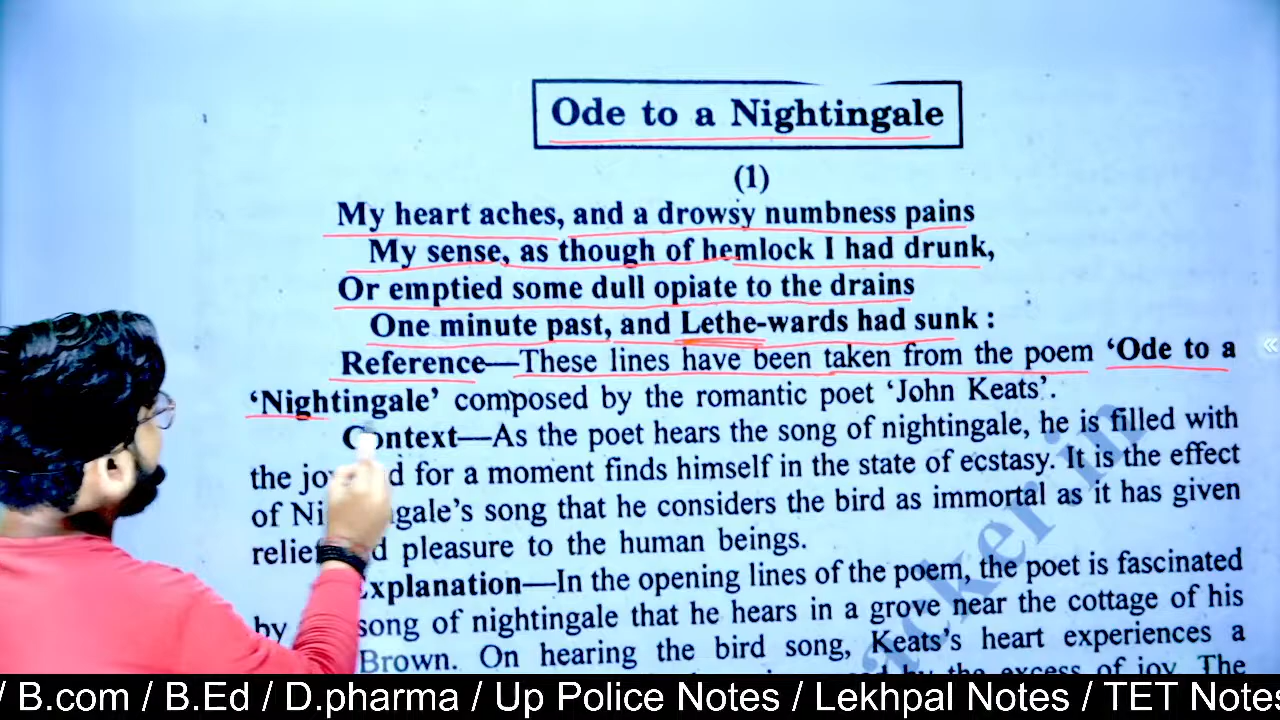 Ode to a Nightingale
(1)
My heart aches, and a drowsy numbness pains
My sense, as though of hemlock I had drunk,
Or emptied some dull opiate to the drains
One minute past, and Lethe-wards had sunk :
Reference—These lines have been taken from the poem ‘Ode to a
‘Nightingale’ composed by the romantic poet ‘John Keats’.
Context—As the poet hears the song of nightingale, he is filled with
the for a moment finds himself in the state of ecstasy. It is the effect
of song that he considers the bird as immortal as it has given
pleasure to the human beings.
Explanation—In the opening lines of the poem, the poet is fascinated
by song of nightingale that he hears in a grove near the cottage of his
Brown. On hearing the bird song, Keats's heart experiences a
by the excess of joy. The
/ B.com / B.Ed / D.pharma / Up Police Notes / Lekhpal Notes / TET Notes